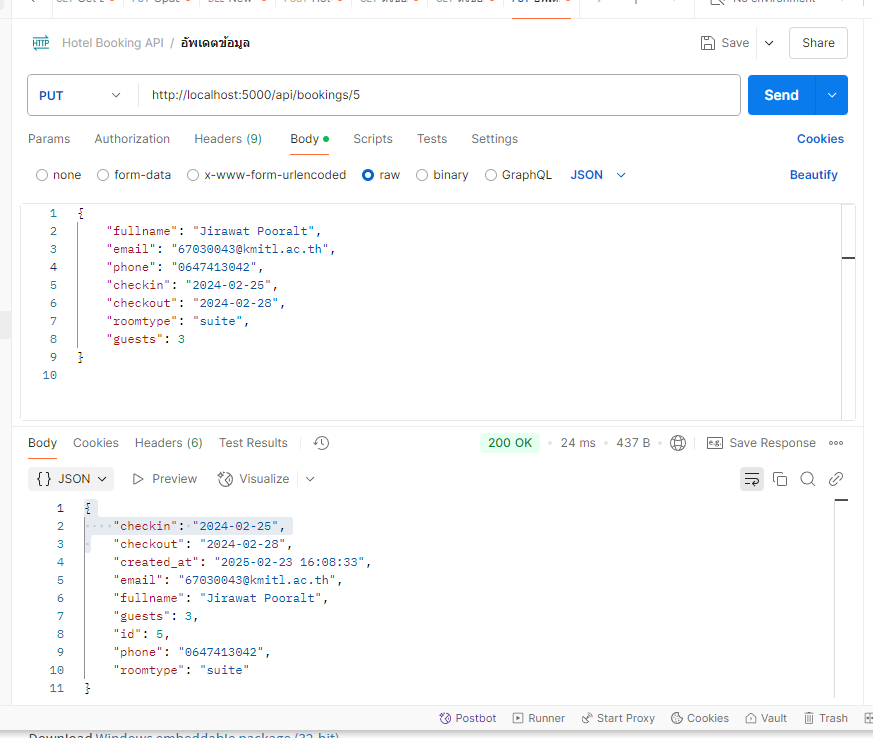 Hotel Booking API / อัพเดตข้อมูล
Save
Share
PUT
http://localhost:5000/api/bookings/5
Send
Params Authorization Headers (9) Body Scripts Tests Settings Cookies
none form-data x-www-form-urlencoded raw binary GraphQL JSON Beautify
1 {
2 "fullname": "Jirawat Pooralt",
3 "email": "67030043@kmitl.ac.th",
4 "phone": "0647413042",
5 "checkin": "2024-02-25",
6 "checkout": "2024-02-28",
7 "roomtype": "suite",
8 "guests": 3
9 }
10
Body Cookies Headers (6) Test Results 200 OK 24 ms 437 B e.g. Save Response
{} JSON Preview Visualize
1 {
2 "checkin": "2024-02-25",
3 "checkout": "2024-02-28",
4 "created_at": "2025-02-23 16:08:33",
5 "email": "67030043@kmitl.ac.th",
6 "fullname": "Jirawat Pooralt",
7 "guests": 3,
8 "id": 5,
9 "phone": "0647413042",
10 "roomtype": "suite"
11 }
Postbot Runner Start Proxy Cookies Vault Trash
Download Windows embeddable package (32-bit)